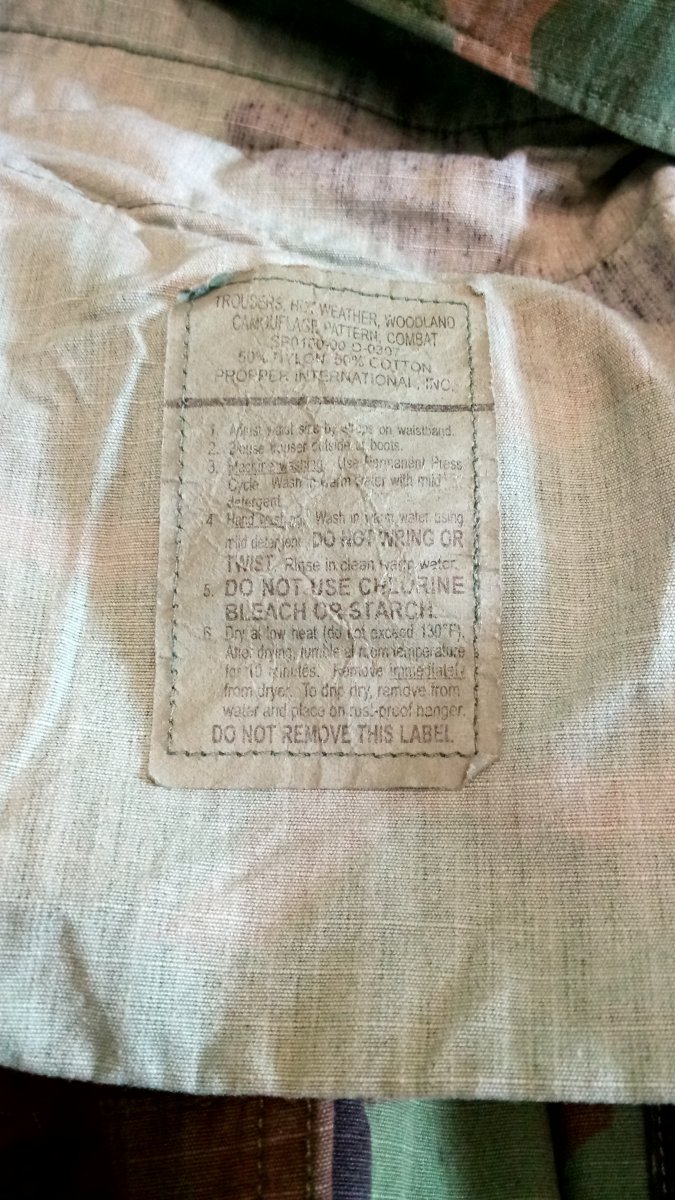 TROUSERS, HOT WEATHER, WOODLAND
CAMOUFLAGE PATTERN, COMBAT
SP0100-00-D-0307
50% NYLON 50% COTTON
PROPPER INTERNATIONAL, INC.
1. Adjust waist size by straps on waistband.
2. Blouse trouser outside of boots.
3. Machine washing. Use Permanent Press
Cycle. Wash in warm water with mild
detergent.
4. Hand washing. Wash in warm water using
mild detergent. DO NOT WRING OR
TWIST. Rinse in clean warm water.
5. DO NOT USE CHLORINE
BLEACH OR STARCH.
6. Dry at low heat (do not exceed 130°F).
After drying, tumble at room temperature
for 10 minutes. Remove immediately
from dryer. To drip dry, remove from
water and place on rust-proof hanger.
DO NOT REMOVE THIS LABEL.